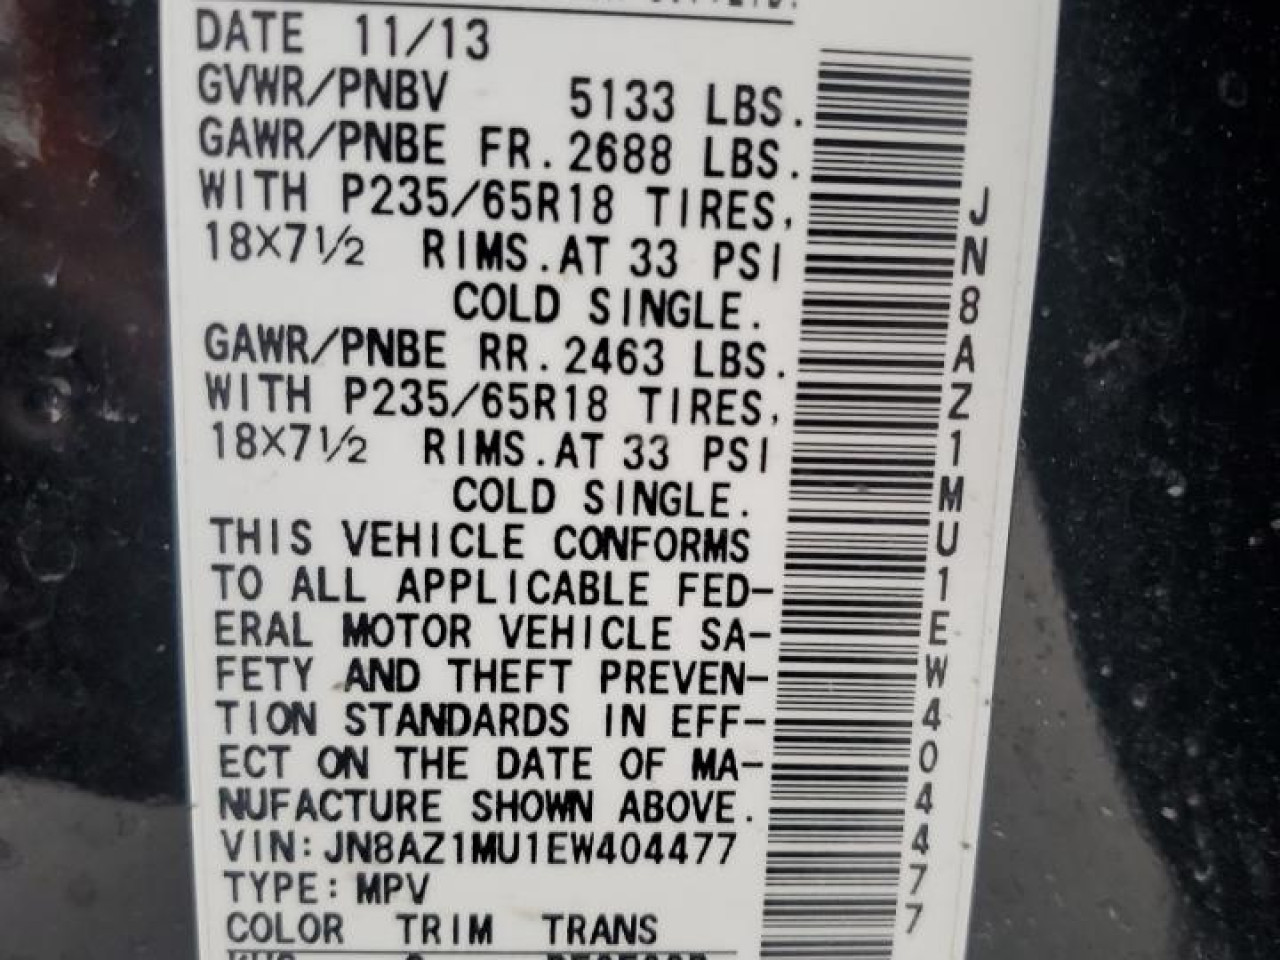 DATE 11/13
GVWR/PNBV 5133 LBS.
GAWR/PNBE FR. 2688 LBS.
WITH P235/65R18 TIRES,
18X7½ RIMS. AT 33 PSI
COLD SINGLE.
GAWR/PNBE RR. 2463 LBS.
WITH P235/65R18 TIRES,
18X7½ RIMS. AT 33 PSI
COLD SINGLE.
THIS VEHICLE CONFORMS
TO ALL APPLICABLE FED-
ERAL MOTOR VEHICLE SA-
FETY AND THEFT PREVEN-
TION STANDARDS IN EFF-
ECT ON THE DATE OF MA-
NUFACTURE SHOWN ABOVE.
VIN: JN8AZ1MU1EW404477
TYPE: MPV
COLOR TRIM TRANS
JN8AZ1MU1EW404477